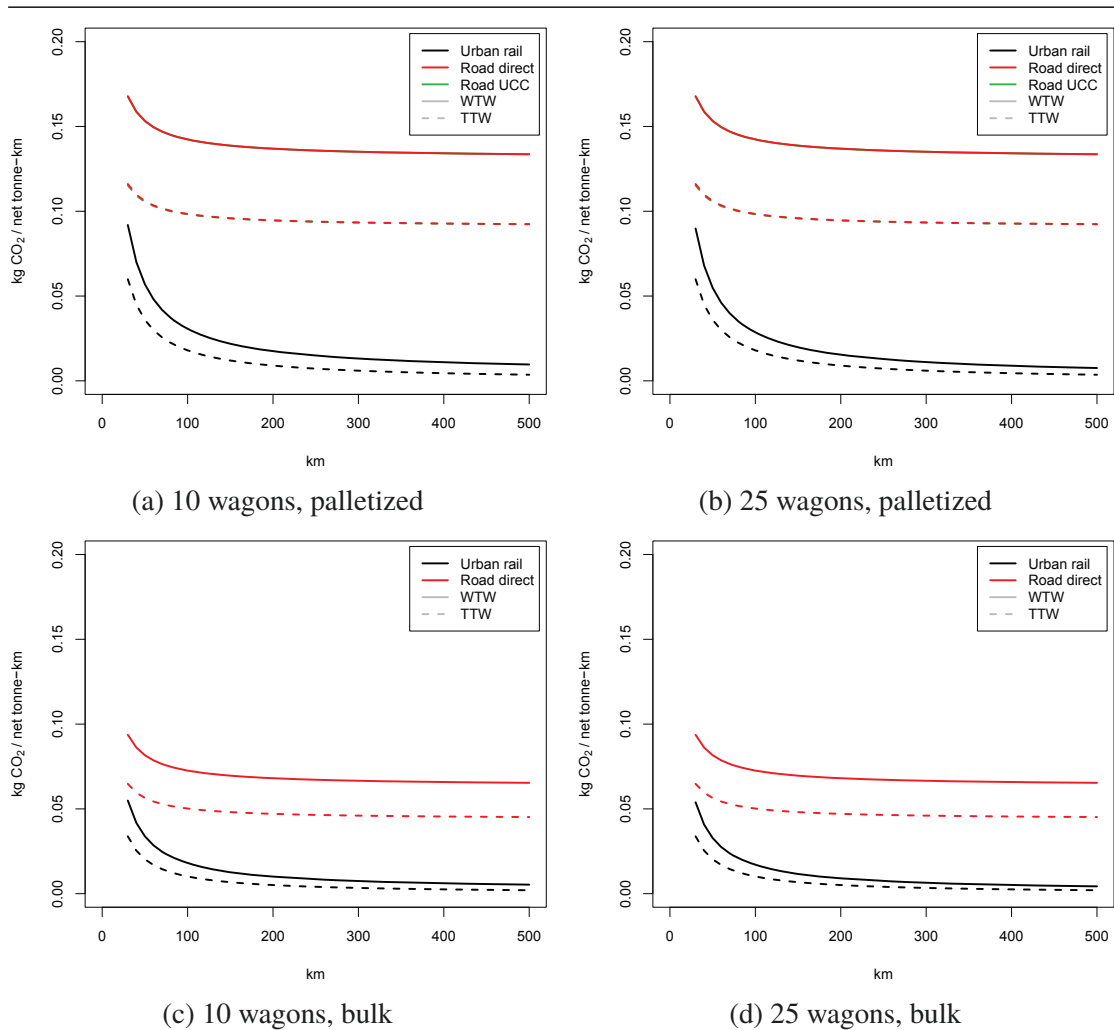 Urban rail
Road direct
Road UCC
WTW
TTW
0.20
0.15
0.10
0.05
0.00
kg CO₂ / net tonne−km
0 100 200 300 400 500
km
(a) 10 wagons, palletized
Urban rail
Road direct
Road UCC
WTW
TTW
0.20
0.15
0.10
0.05
0.00
kg CO₂ / net tonne−km
0 100 200 300 400 500
km
(b) 25 wagons, palletized
Urban rail
Road direct
WTW
TTW
0.20
0.15
0.10
0.05
0.00
kg CO₂ / net tonne−km
0 100 200 300 400 500
km
(c) 10 wagons, bulk
Urban rail
Road direct
WTW
TTW
0.20
0.15
0.10
0.05
0.00
kg CO₂ / net tonne−km
0 100 200 300 400 500
km
(d) 25 wagons, bulk